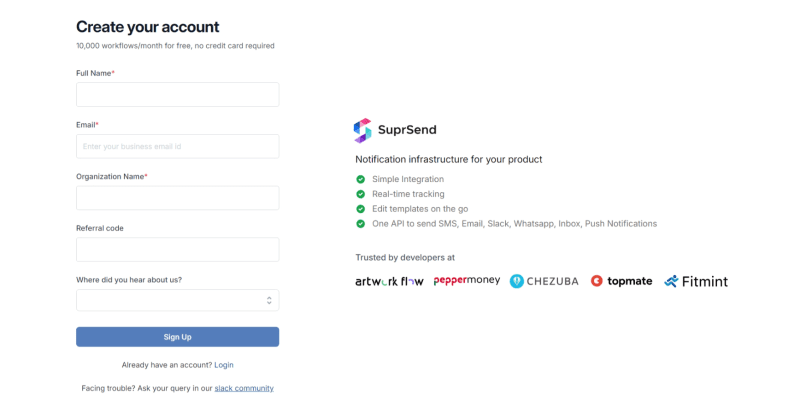 Create your account
10,000 workflows/month for free, no credit card required
Full Name*
Email*
Enter your business email id
Organization Name*
Referral code
Where did you hear about us?
Sign Up
Already have an account? Login
Facing trouble? Ask your query in our slack community
SuprSend
Notification infrastructure for your product
Simple Integration
Real-time tracking
Edit templates on the go
One API to send SMS, Email, Slack, Whatsapp, Inbox, Push Notifications
Trusted by developers at
artwork flow peppermoney CHEZUBA topmate Fitmint